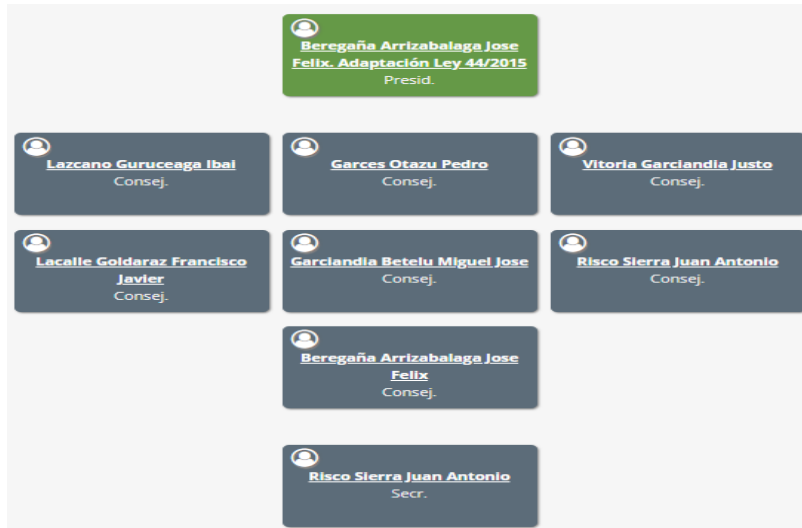 Beregaña Arrizabalaga Jose
Felix. Adaptación Ley 44/2015
Presid.
Lazcano Guruceaga Ibai
Consej.
Garces Otazu Pedro
Consej.
Vitoria Garciandia Justo
Consej.
Lacalle Goldaraz Francisco
Javier
Consej.
Garciandia Betelu Miguel Jose
Consej.
Risco Sierra Juan Antonio
Consej.
Beregaña Arrizabalaga Jose
Felix
Consej.
Risco Sierra Juan Antonio
Secr.